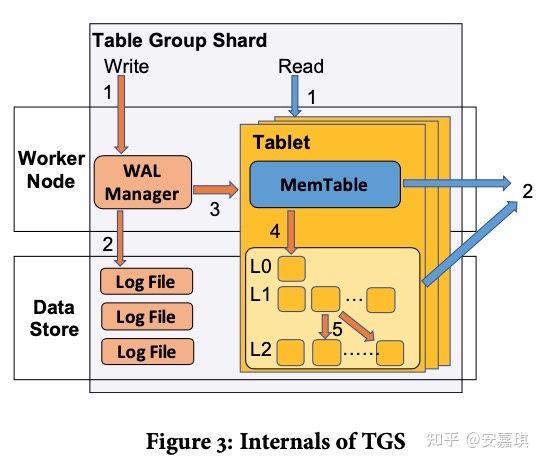 Table Group Shard
Write
Read
1
1
Worker
Node
WAL
Manager
Tablet
MemTable
3
2
2
4
Data
Store
Log File
Log File
Log File
L0
L1
...
5
L2
......
Figure 3: Internals of TGS
知乎 @安嘉琪